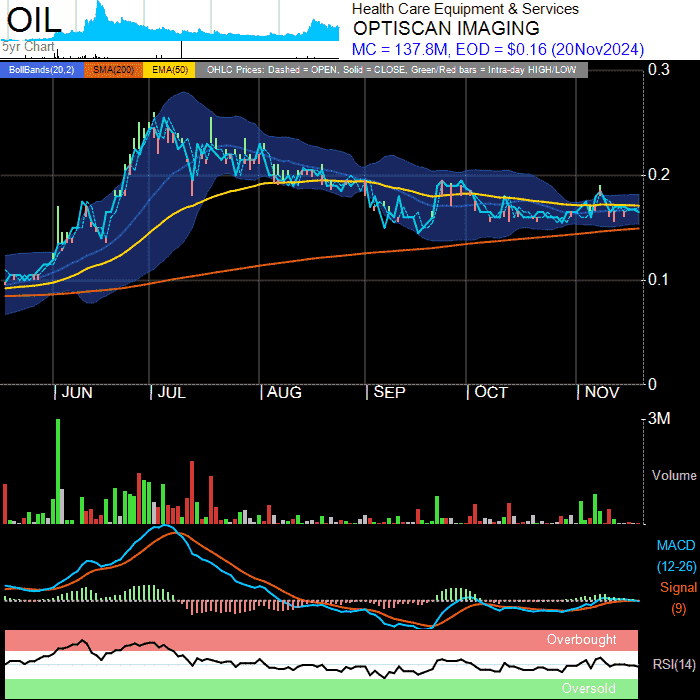 OIL
5yr Chart
Health Care Equipment & Services
OPTISCAN IMAGING
MC = 137.8M, EOD = $0.16 (20Nov2024)
BollBands(20,2) SMA(200) EMA(50) OHLC Prices: Dashed = OPEN, Solid = CLOSE, Green/Red bars = Intra-day HIGH/LOW
0.3
0.2
0.1
0
| JUN | JUL | AUG | SEP | OCT | NOV
3M
Volume
MACD
(12-26)
Signal
(9)
Overbought
RSI(14)
Oversold